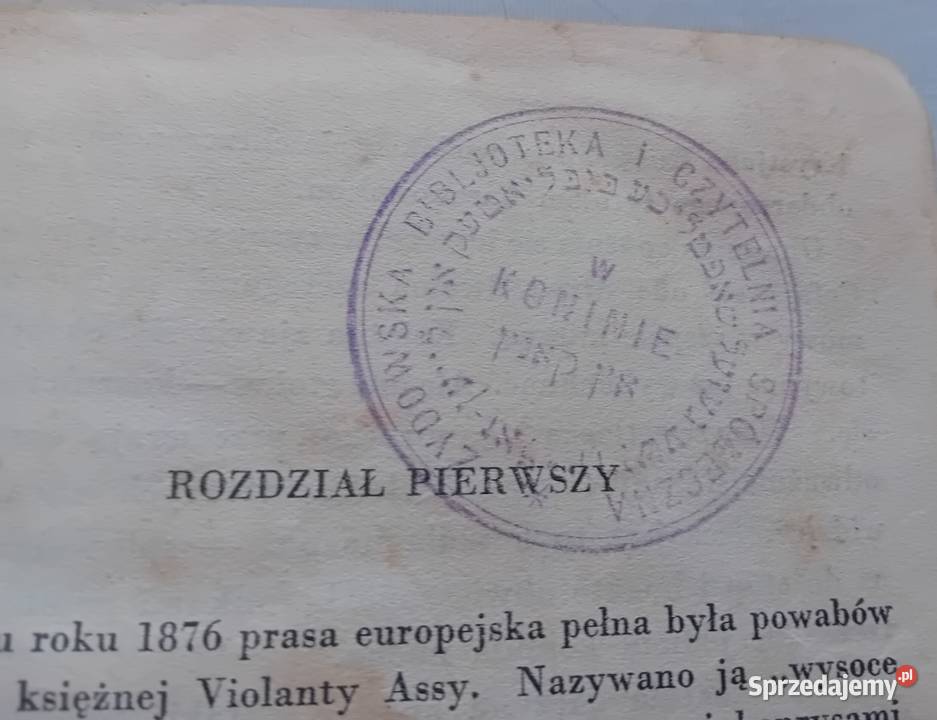 ŻYDOWSKA BIBLJOTEKA i CZYTELNIA SPOŁECZNA
W
KONINIE
ROZDZIAŁ PIERWSZY
u roku 1876 prasa europejska pełna była powabów
księżnej Violanty Assy. Nazywano ją „wysoce
Sprzedajemy.pl